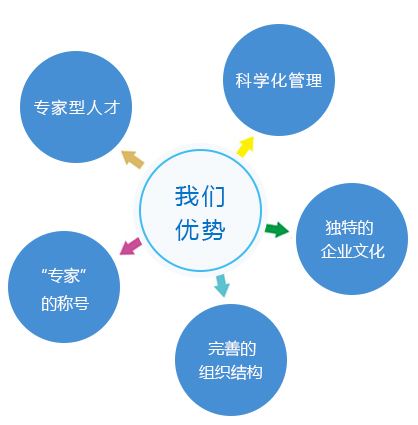 科学化管理
专家型人才
我们
优势
独特的
企业文化
“专家”
的称号
完善的
组织结构